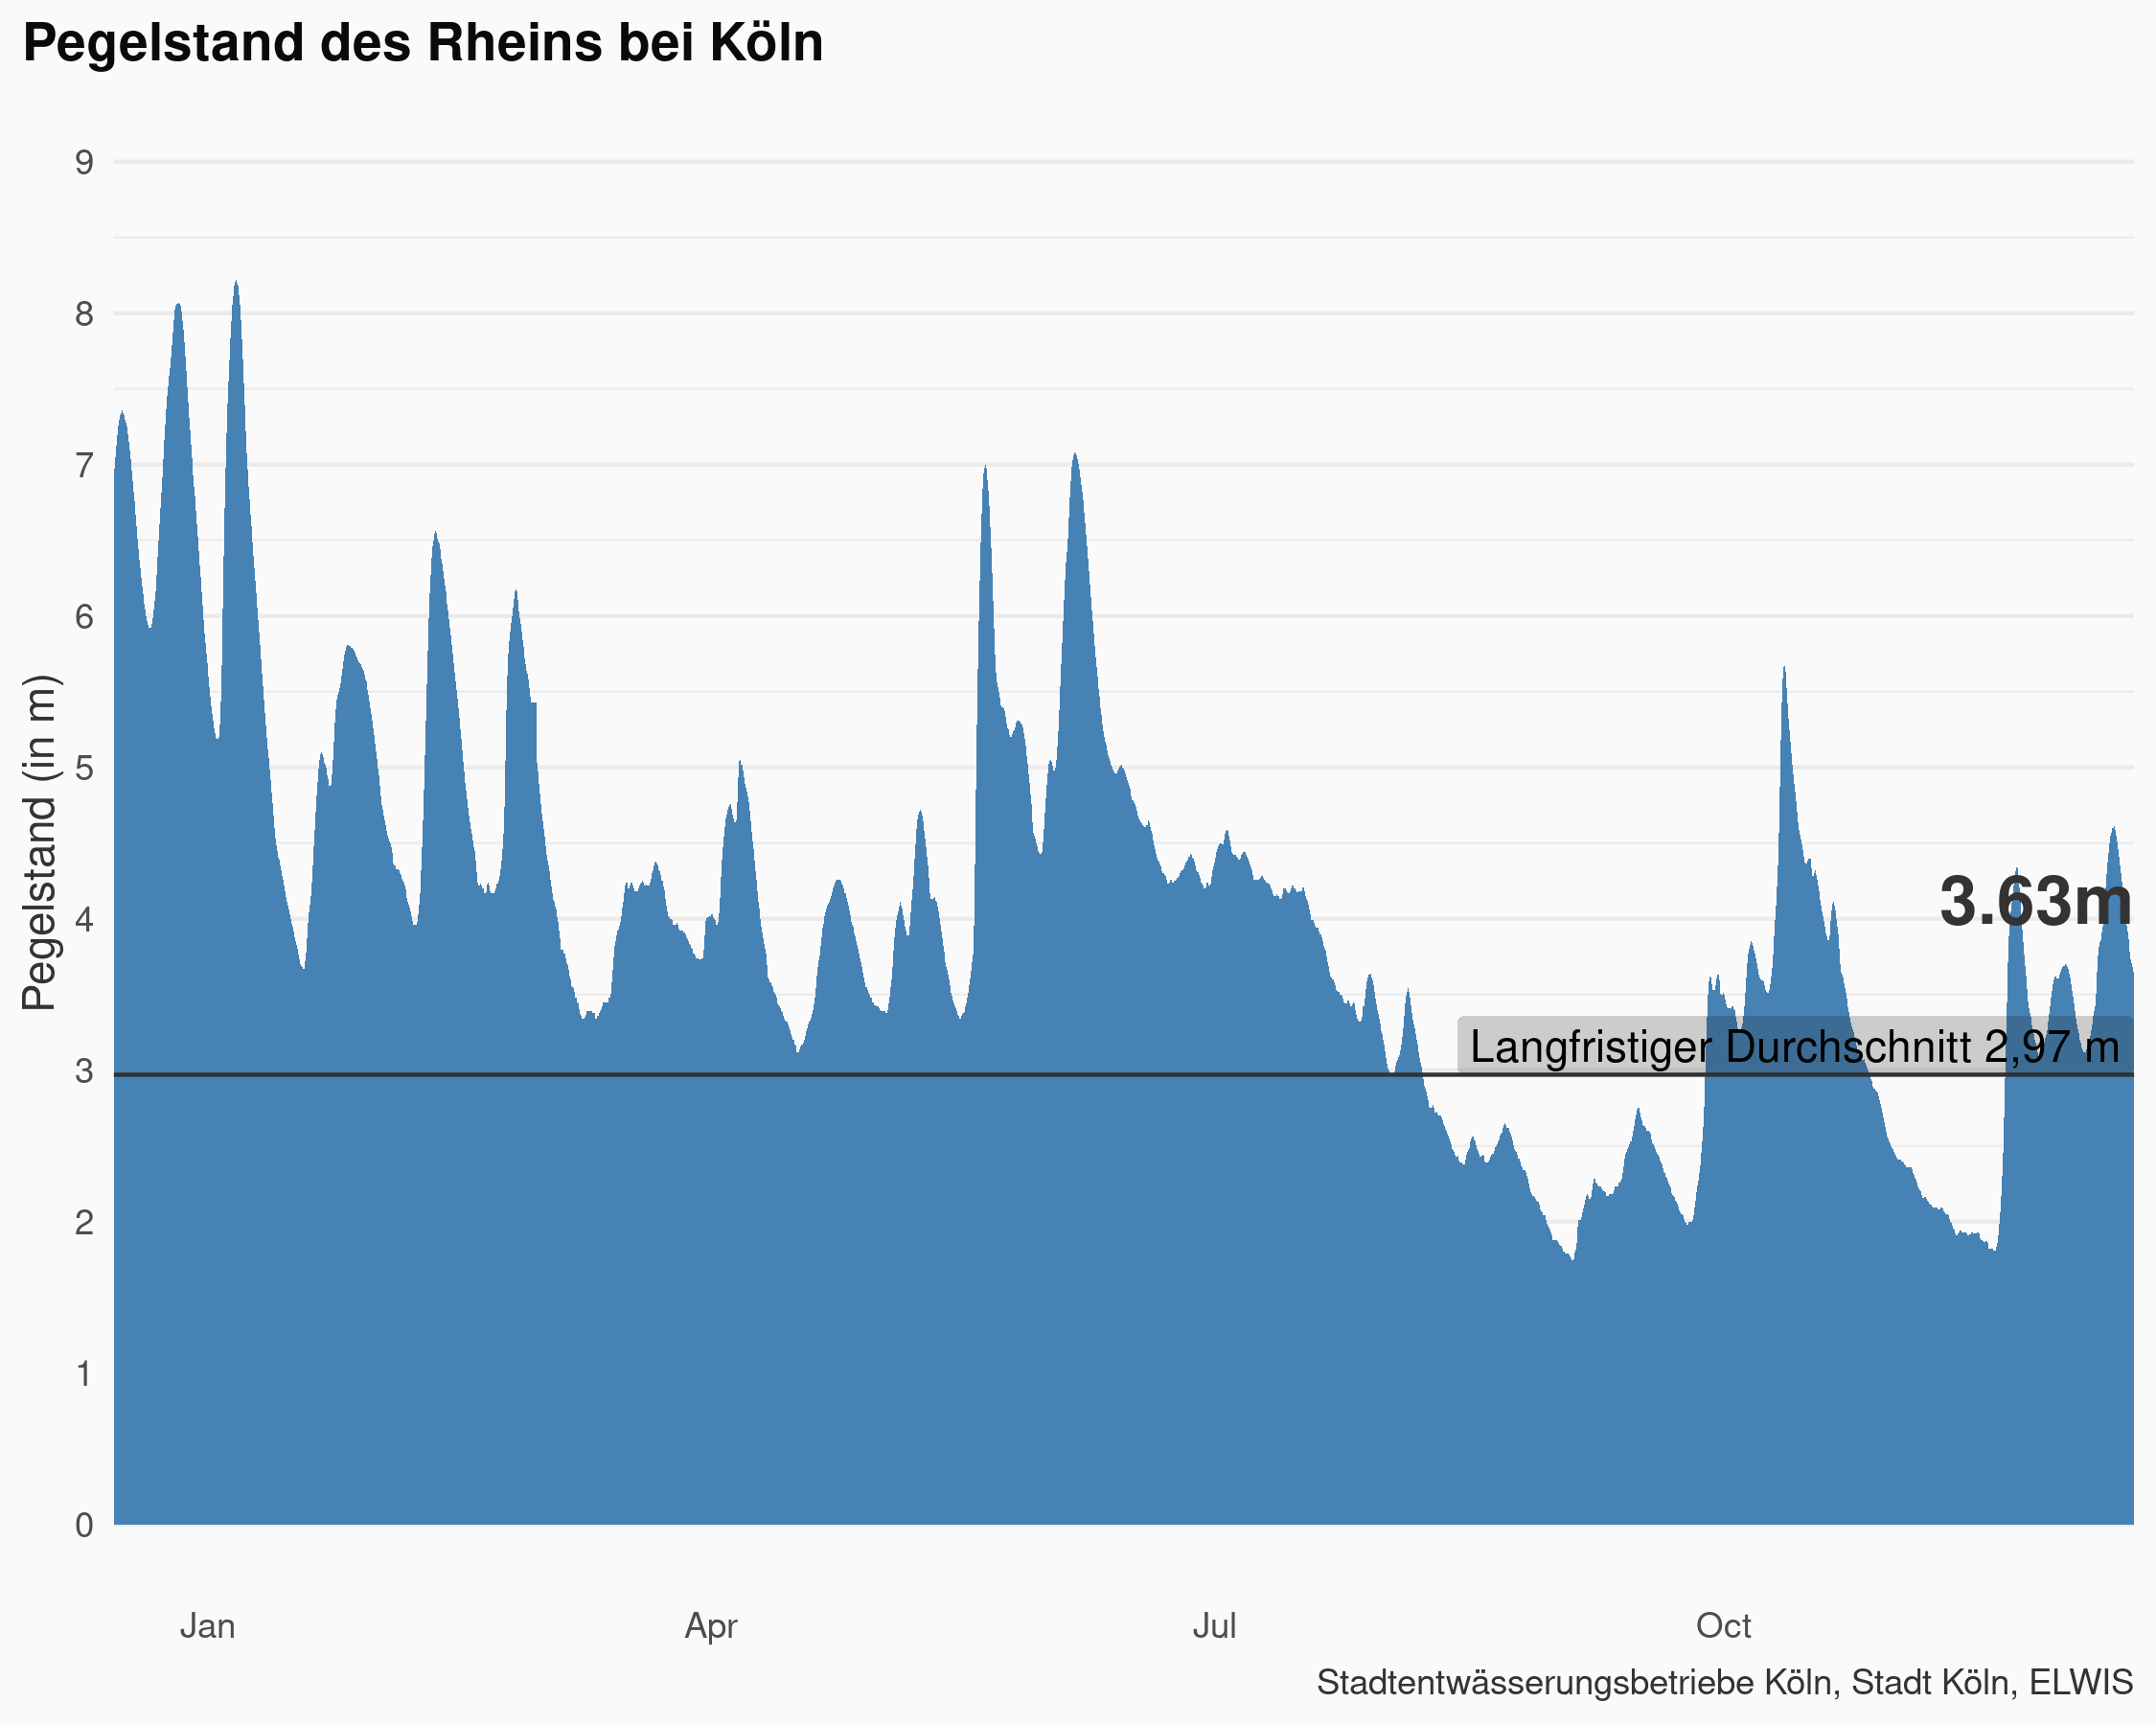 Pegelstand des Rheins bei Köln
Pegelstand (in m)
9
8
7
6
5
4
3
2
1
0
3.63m
Langfristiger Durchschnitt 2,97 m
Jan Apr Jul Oct
Stadtentwässerungsbetriebe Köln, Stadt Köln, ELWIS